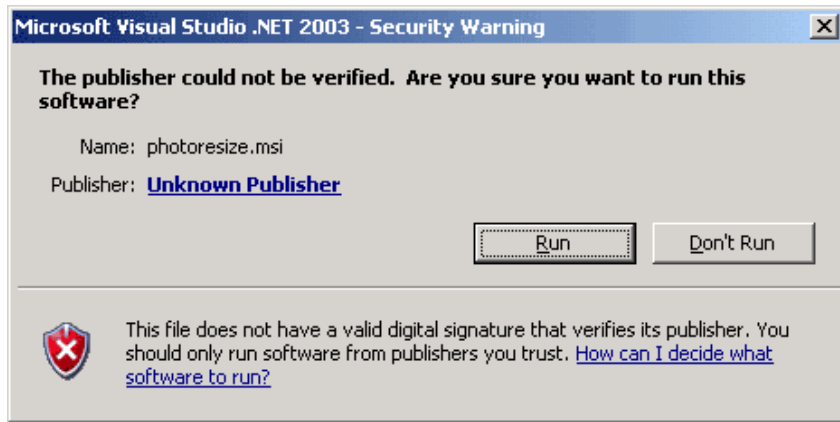 Microsoft Visual Studio .NET 2003 - Security Warning
The publisher could not be verified.  Are you sure you want to run this
software?
Name: photoresize.msi
Publisher: Unknown Publisher
Run Don't Run
This file does not have a valid digital signature that verifies its publisher. You
should only run software from publishers you trust. How can I decide what
software to run?